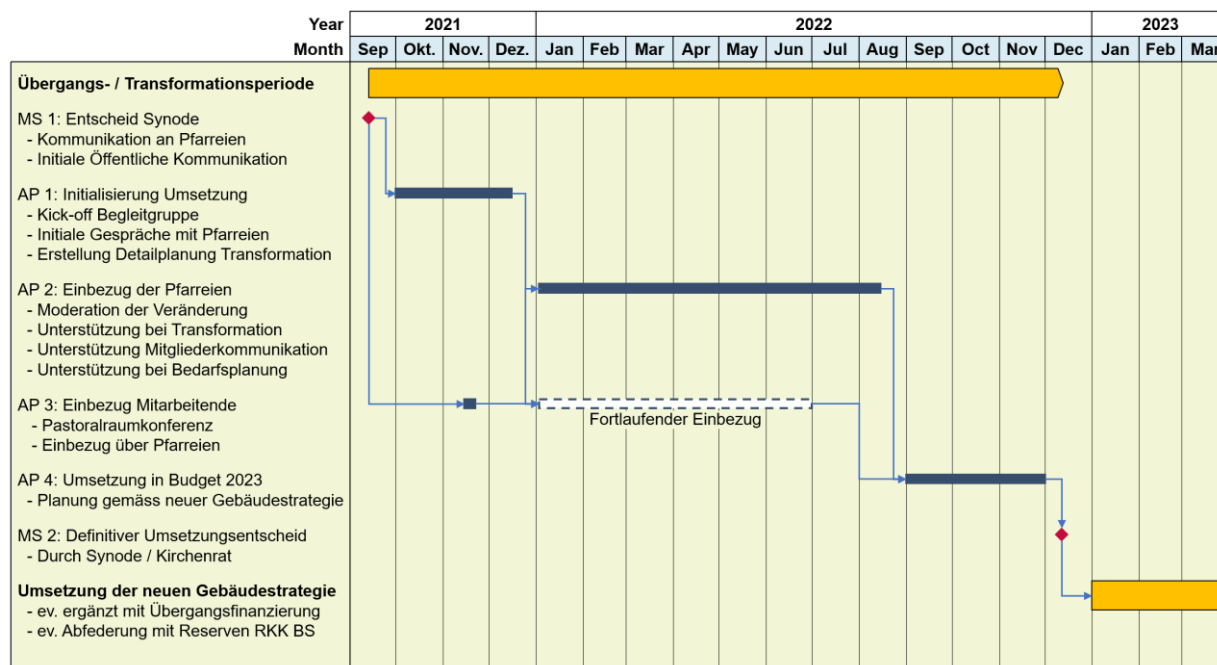 Year 2021 2022 2023
Month Sep Okt. Nov. Dez. Jan Feb Mar Apr May Jun Jul Aug Sep Oct Nov Dec Jan Feb Mar
Übergangs- / Transformationsperiode
MS 1: Entscheid Synode
- Kommunikation an Pfarreien
- Initiale Öffentliche Kommunikation
AP 1: Initialisierung Umsetzung
- Kick-off Begleitgruppe
- Initiale Gespräche mit Pfarreien
- Erstellung Detailplanung Transformation
AP 2: Einbezug der Pfarreien
- Moderation der Veränderung
- Unterstützung bei Transformation
- Unterstützung Mitgliederkommunikation
- Unterstützung bei Bedarfsplanung
AP 3: Einbezug Mitarbeitende
- Pastoralraumkonferenz
- Einbezug über Pfarreien
Fortlaufender Einbezug
AP 4: Umsetzung in Budget 2023
- Planung gemäss neuer Gebäudestrategie
MS 2: Definitiver Umsetzungsentscheid
- Durch Synode / Kirchenrat
Umsetzung der neuen Gebäudestrategie
- ev. ergänzt mit Übergangsfinanzierung
- ev. Abfederung mit Reserven RKK BS